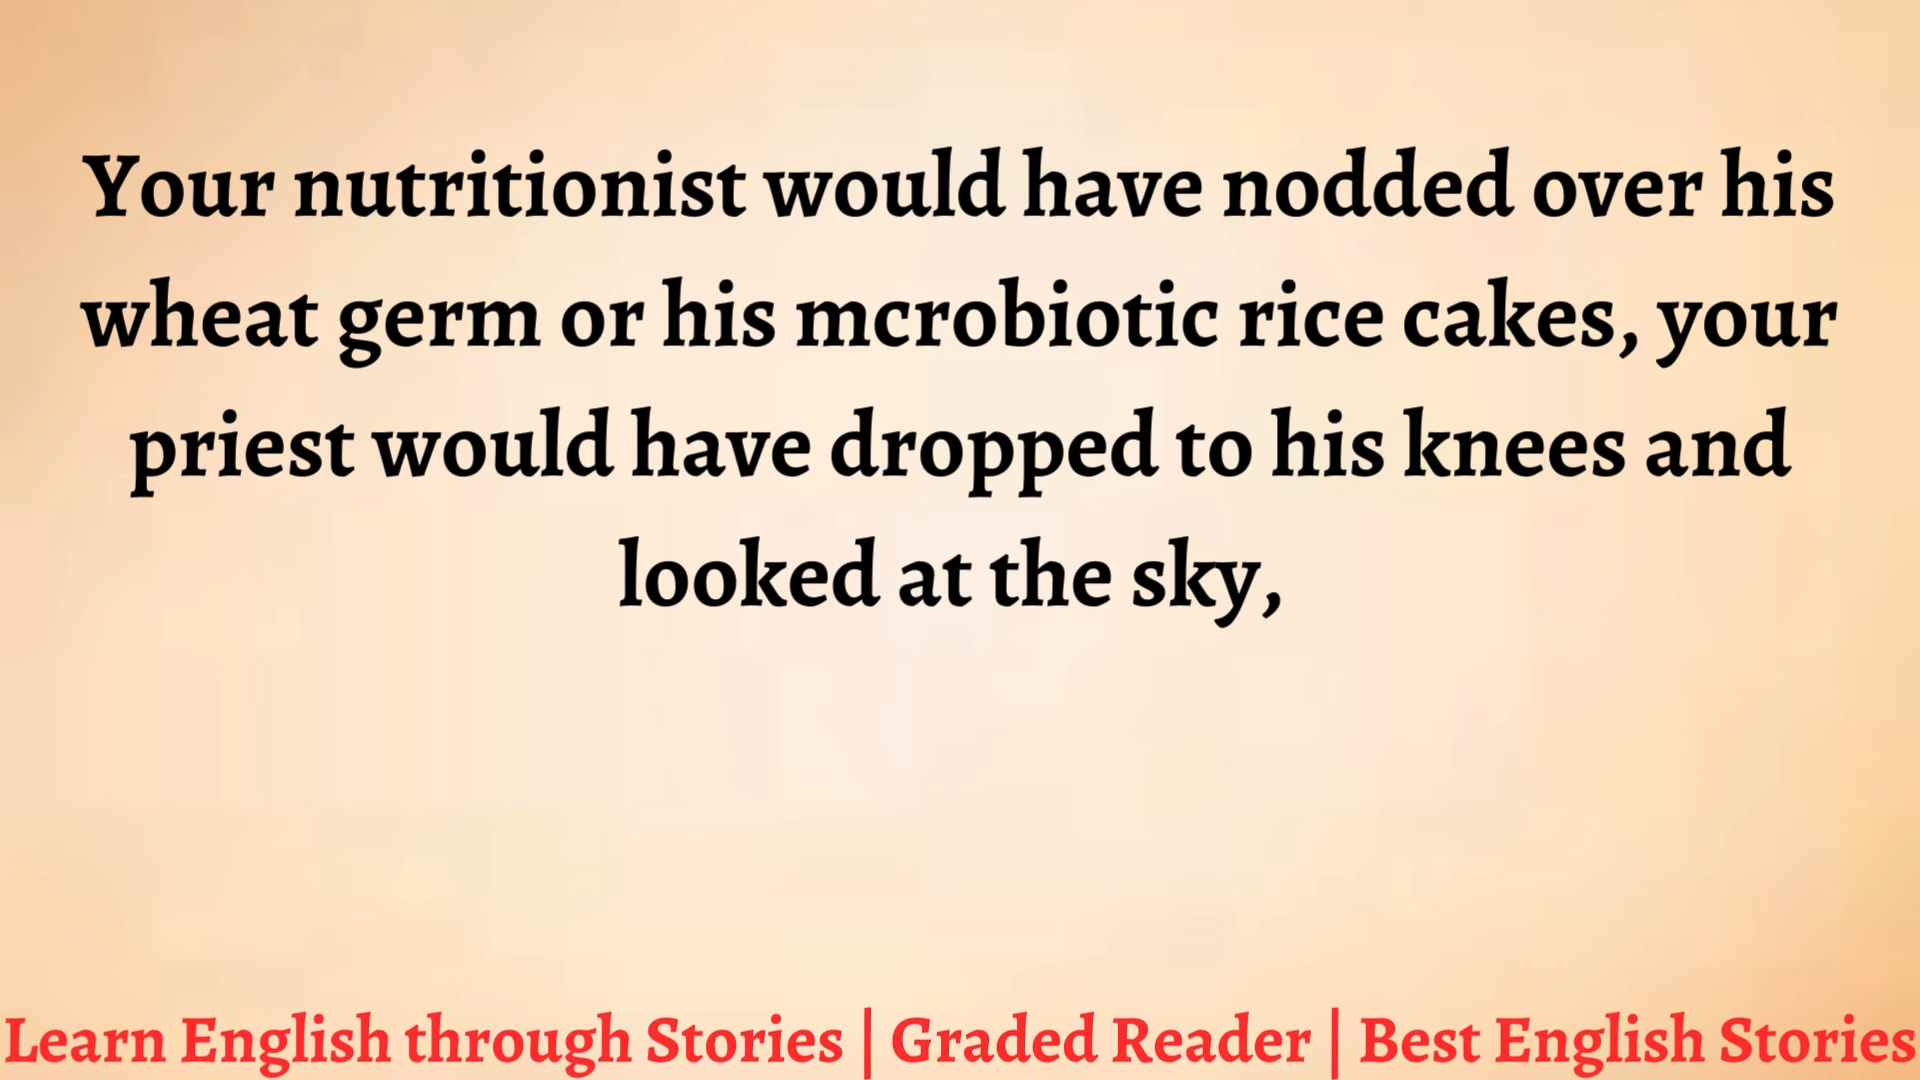 Your nutritionist would have nodded over his
wheat germ or his mcrobiotic rice cakes, your
priest would have dropped to his knees and
looked at the sky,
Learn English through Stories | Graded Reader | Best English Stories